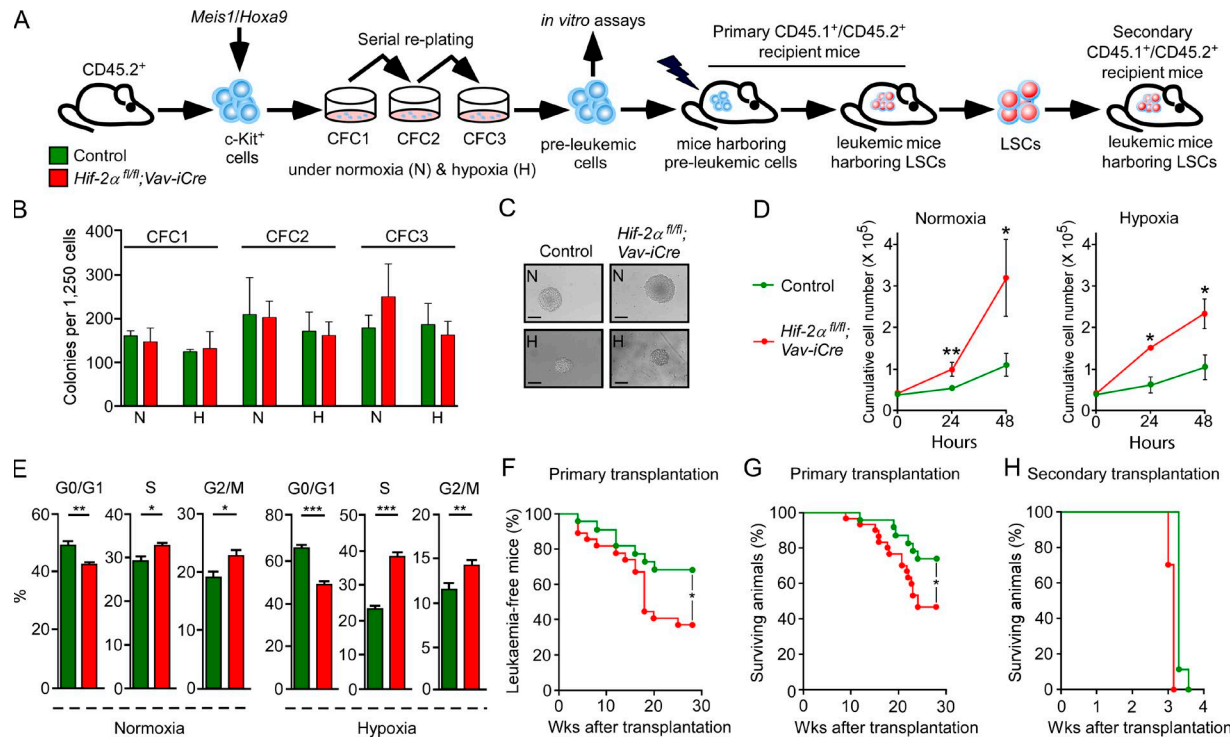 A
Meis1/Hoxa9
CD45.2+
c-Kit+
cells
Serial re-plating
CFC1
CFC2
CFC3
under normoxia (N) & hypoxia (H)
in vitro assays
pre-leukemic
cells
Primary CD45.1+/CD45.2+
recipient mice
mice harboring
pre-leukemic cells
leukemic mice
harboring LSCs
LSCs
Secondary
CD45.1+/CD45.2+
recipient mice
leukemic mice
harboring LSCs
Control
Hif-2α fl/fl;Vav-iCre
B
CFC1
CFC2
CFC3
Colonies per 1,250 cells
400
300
200
100
0
N
H
N
H
N
H
C
Control
Hif-2α fl/fl;
Vav-iCre
N
N
H
H
D
Control
Hif-2α fl/fl;
Vav-iCre
Normoxia
Cumulative cell number (X 10^5)
4
3
2
1
0
**
*
0
24
48
Hours
Hypoxia
Cumulative cell number (X 10^5)
4
3
2
1
0
*
*
0
24
48
Hours
E
%
G0/G1
**
60
40
20
0
S
*
40
30
20
10
0
G2/M
*
30
20
10
0
Normoxia
G0/G1
***
80
60
40
20
0
S
***
50
40
30
20
10
0
G2/M
**
20
15
10
5
0
Hypoxia
F
Primary transplantation
Leukaemia-free mice (%)
100
80
60
40
20
0
*
0
10
20
30
Wks after transplantation
G
Primary transplantation
Surviving animals (%)
100
80
60
40
20
0
*
0
10
20
30
Wks after transplantation
H
Secondary transplantation
Surviving animals (%)
100
80
60
40
20
0
0
1
2
3
4
Wks after transplantation